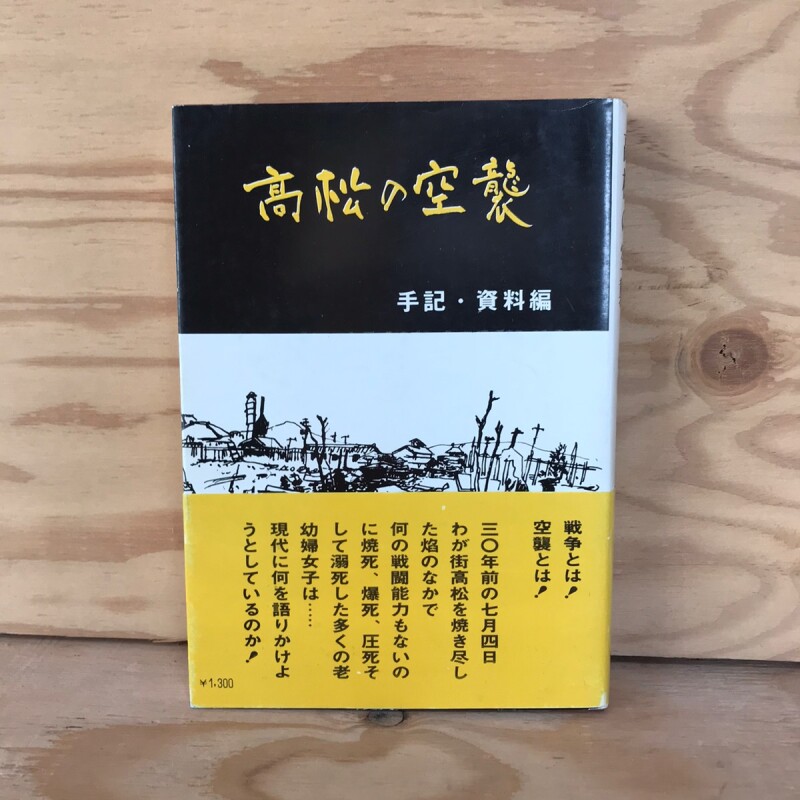 高松の空襲
手記・資料編
戦争とは!
空襲とは!
三〇年前の七月四日
わが街高松を焼き尽し
た焰のなかで
何の戦闘能力もないの
に焼死、爆死、圧死そ
して溺死した多くの老
幼婦女子は……
現代に何を語りかけよ
うとしているのか!
¥1,300